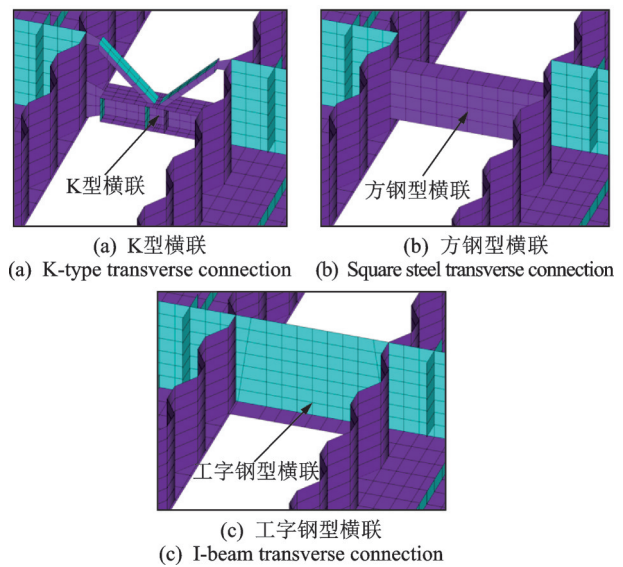 K型横联
方钢型横联
(a) K型横联
(a) K-type transverse connection
(b) 方钢型横联
(b) Square steel transverse connection
工字钢型横联
(c) 工字钢型横联
(c) I-beam transverse connection